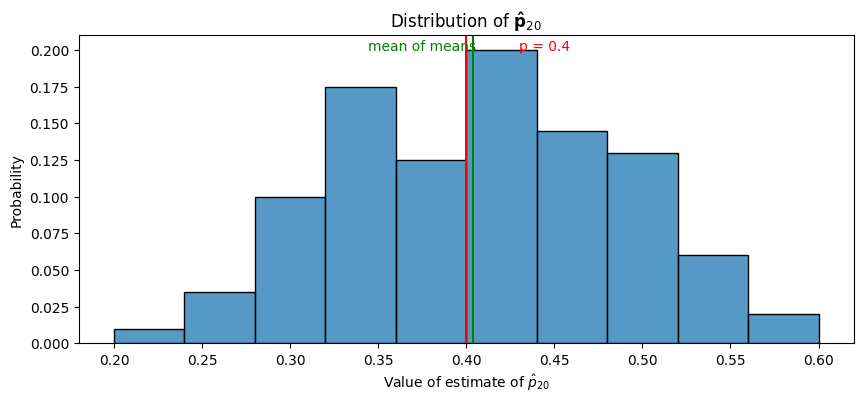 Distribution of p̂₂₀
mean of means
p = 0.4
Probability
0.200
0.175
0.150
0.125
0.100
0.075
0.050
0.025
0.000
0.20 0.25 0.30 0.35 0.40 0.45 0.50 0.55 0.60
Value of estimate of p̂₂₀